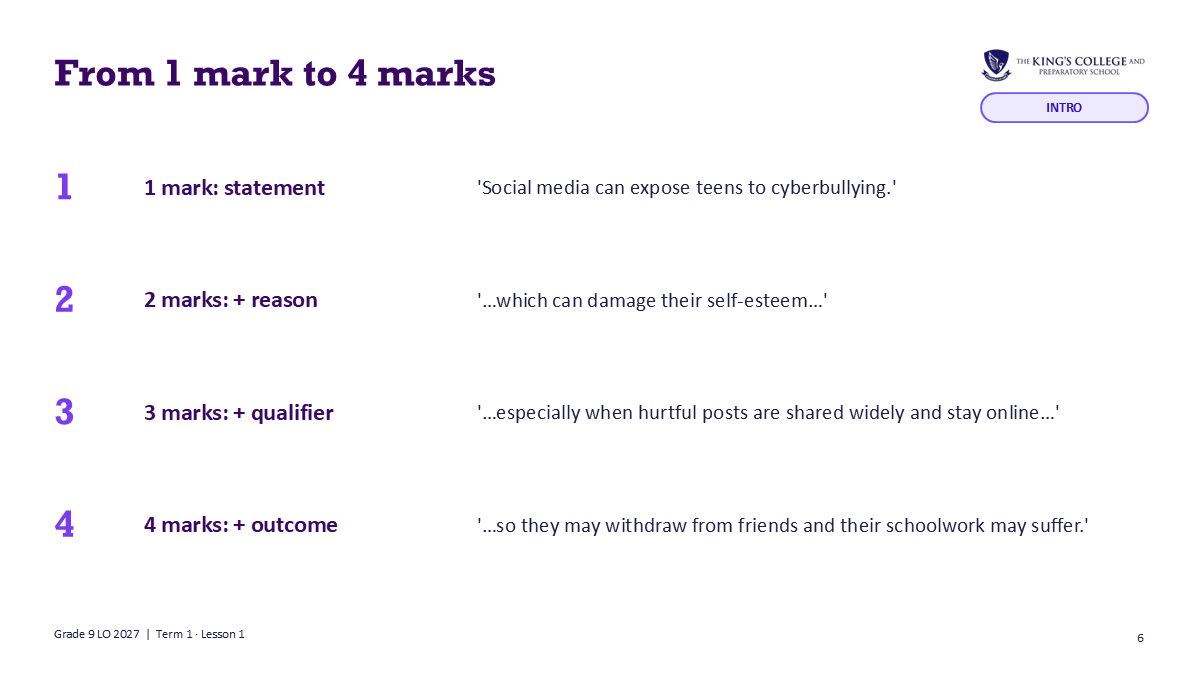 From 1 mark to 4 marks
THE KING'S COLLEGE AND
PREPARATORY SCHOOL
INTRO
1
1 mark: statement
'Social media can expose teens to cyberbullying.'
2
2 marks: + reason
'...which can damage their self-esteem...'
3
3 marks: + qualifier
'...especially when hurtful posts are shared widely and stay online...'
4
4 marks: + outcome
'...so they may withdraw from friends and their schoolwork may suffer.'
Grade 9 LO 2027 | Term 1 · Lesson 1
6